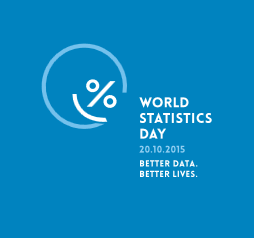 %
WORLD
STATISTICS
DAY
20.10.2015
BETTER DATA.
BETTER LIVES.